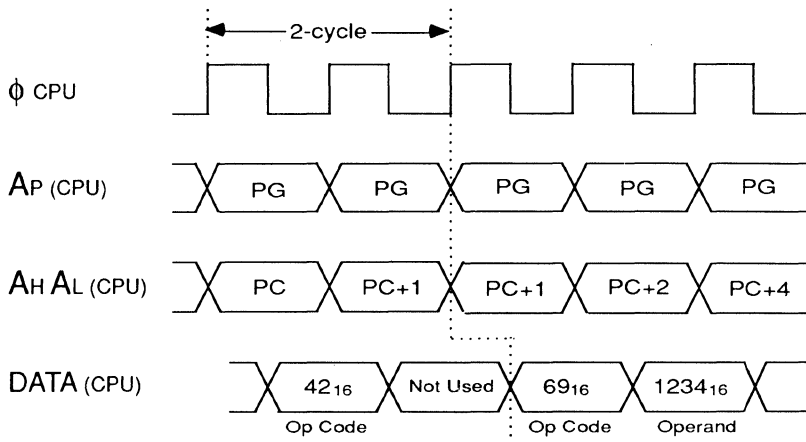 2-cycle
ϕ CPU
AP (CPU) PG PG PG PG PG
AH AL (CPU) PC PC+1 PC+1 PC+2 PC+4
DATA (CPU) 42₁₆ Not Used 69₁₆ 1234₁₆
Op Code Op Code Operand